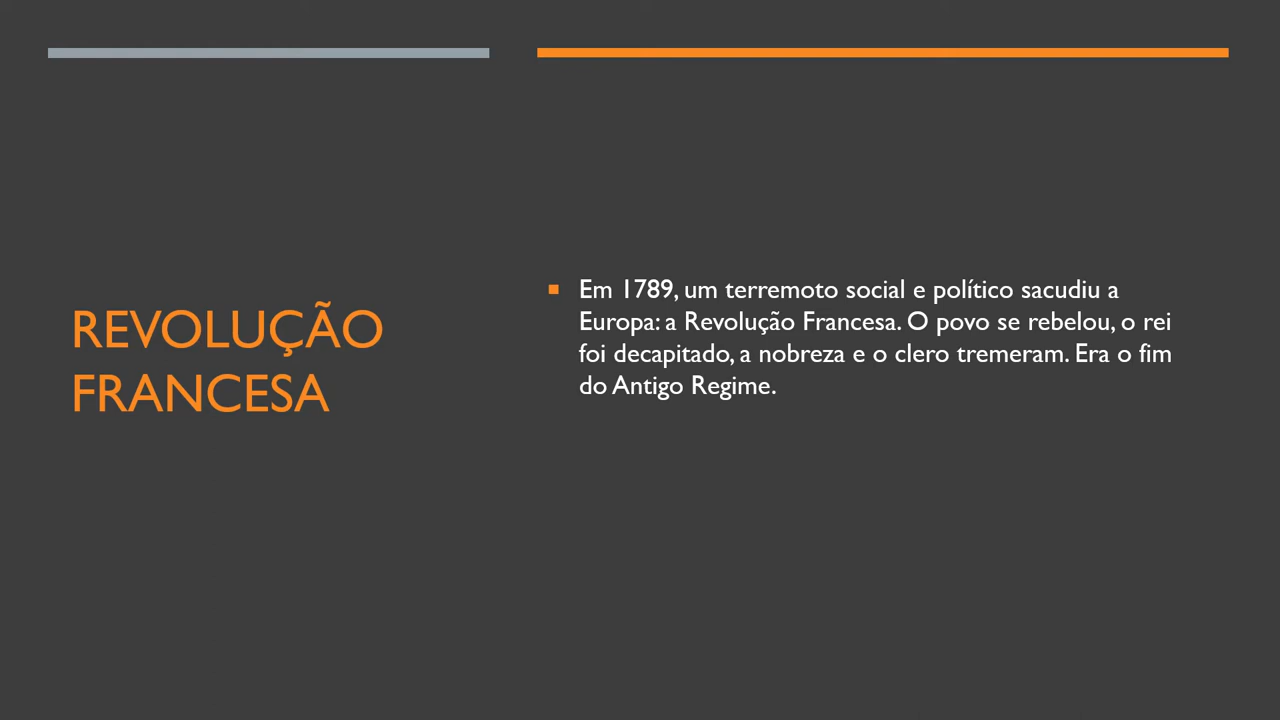 REVOLUÇÃO
FRANCESA
Em 1789, um terremoto social e político sacudiu a
Europa: a Revolução Francesa. O povo se rebelou, o rei
foi decapitado, a nobreza e o clero tremeram. Era o fim
do Antigo Regime.